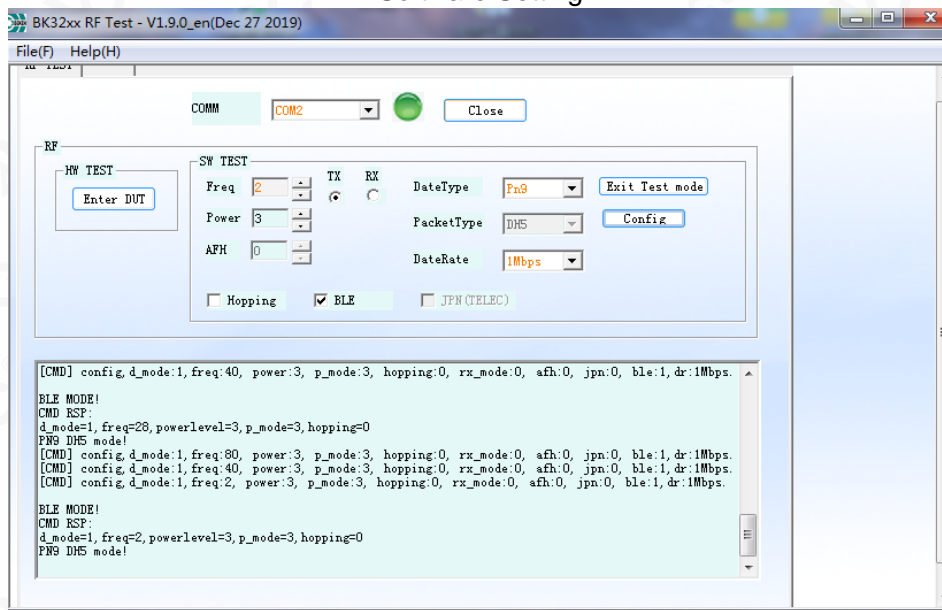 BK32xx RF Test - V1.9.0_en(Dec 27 2019)
File(F) Help(H)
RF TEST
COMM COM2 Close
RF
HW TEST
Enter DUT
SW TEST
Freq 2 TX RX DateType Pn9 Exit Test mode
Power 3 PacketType DH5 Config
AFH 0 DateRate 1Mbps
Hopping BLE JPN(TELEC)
[CMD] config,d_mode:1,freq:40, power:3, p_mode:3, hopping:0, rx_mode:0, afh:0, jpn:0, ble:1,dr:1Mbps.
BLE MODE!
CMD RSP:
d_mode=1,freq=28,powerlevel=3,p_mode=3,hopping=0
PN9 DH5 mode!
[CMD] config,d_mode:1,freq:80, power:3, p_mode:3, hopping:0, rx_mode:0, afh:0, jpn:0, ble:1,dr:1Mbps.
[CMD] config,d_mode:1,freq:40, power:3, p_mode:3, hopping:0, rx_mode:0, afh:0, jpn:0, ble:1,dr:1Mbps.
[CMD] config,d_mode:1,freq:2, power:3, p_mode:3, hopping:0, rx_mode:0, afh:0, jpn:0, ble:1,dr:1Mbps.
BLE MODE!
CMD RSP:
d_mode=1,freq=2,powerlevel=3,p_mode=3,hopping=0
PN9 DH5 mode!